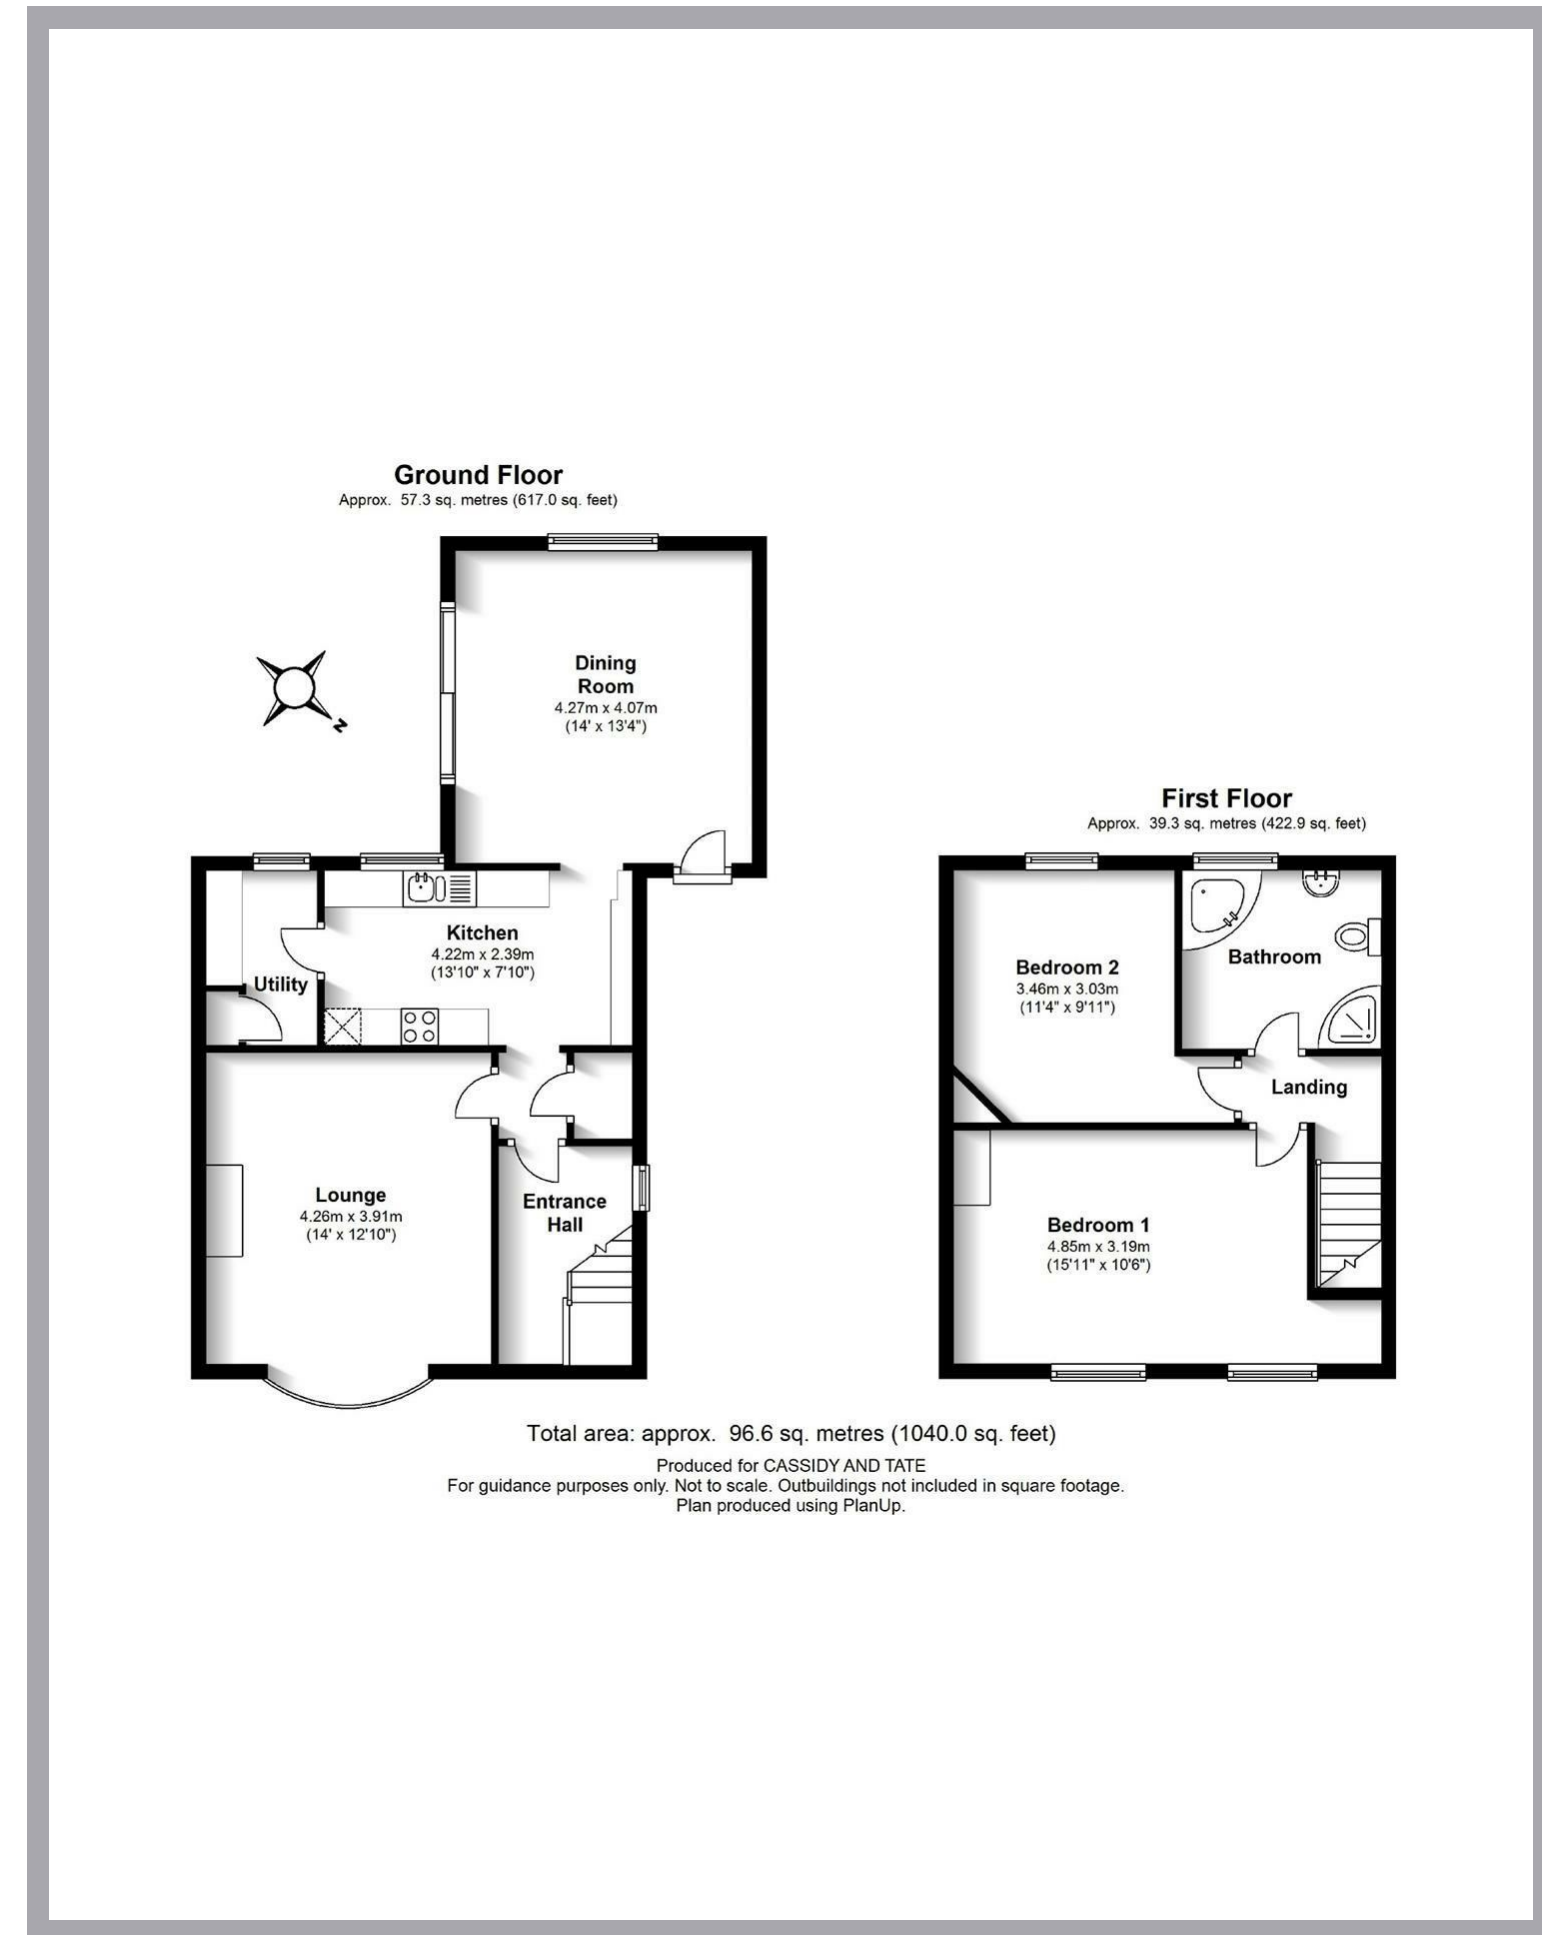 Ground Floor
Approx. 57.3 sq. metres (617.0 sq. feet)
Dining
Room
4.27m x 4.07m
(14' x 13'4")
N
Kitchen
4.22m x 2.39m
(13'10" x 7'10")
Utility
Lounge
4.26m x 3.91m
(14' x 12'10")
Entrance
Hall
First Floor
Approx. 39.3 sq. metres (422.9 sq. feet)
Bedroom 2
3.46m x 3.03m
(11'4" x 9'11")
Bathroom
Landing
Bedroom 1
4.85m x 3.19m
(15'11" x 10'6")
Total area: approx. 96.6 sq. metres (1040.0 sq. feet)
Produced for CASSIDY AND TATE
For guidance purposes only. Not to scale. Outbuildings not included in square footage.
Plan produced using PlanUp.